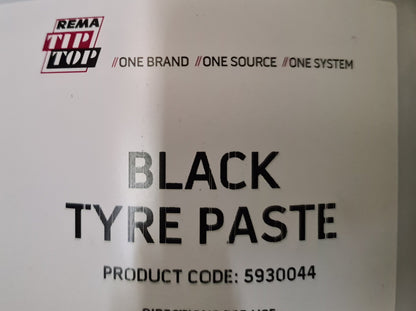 REMA
TIP
TOP
//ONE BRAND //ONE SOURCE //ONE SYSTEM
BLACK
TYRE PASTE
PRODUCT CODE: 5930044